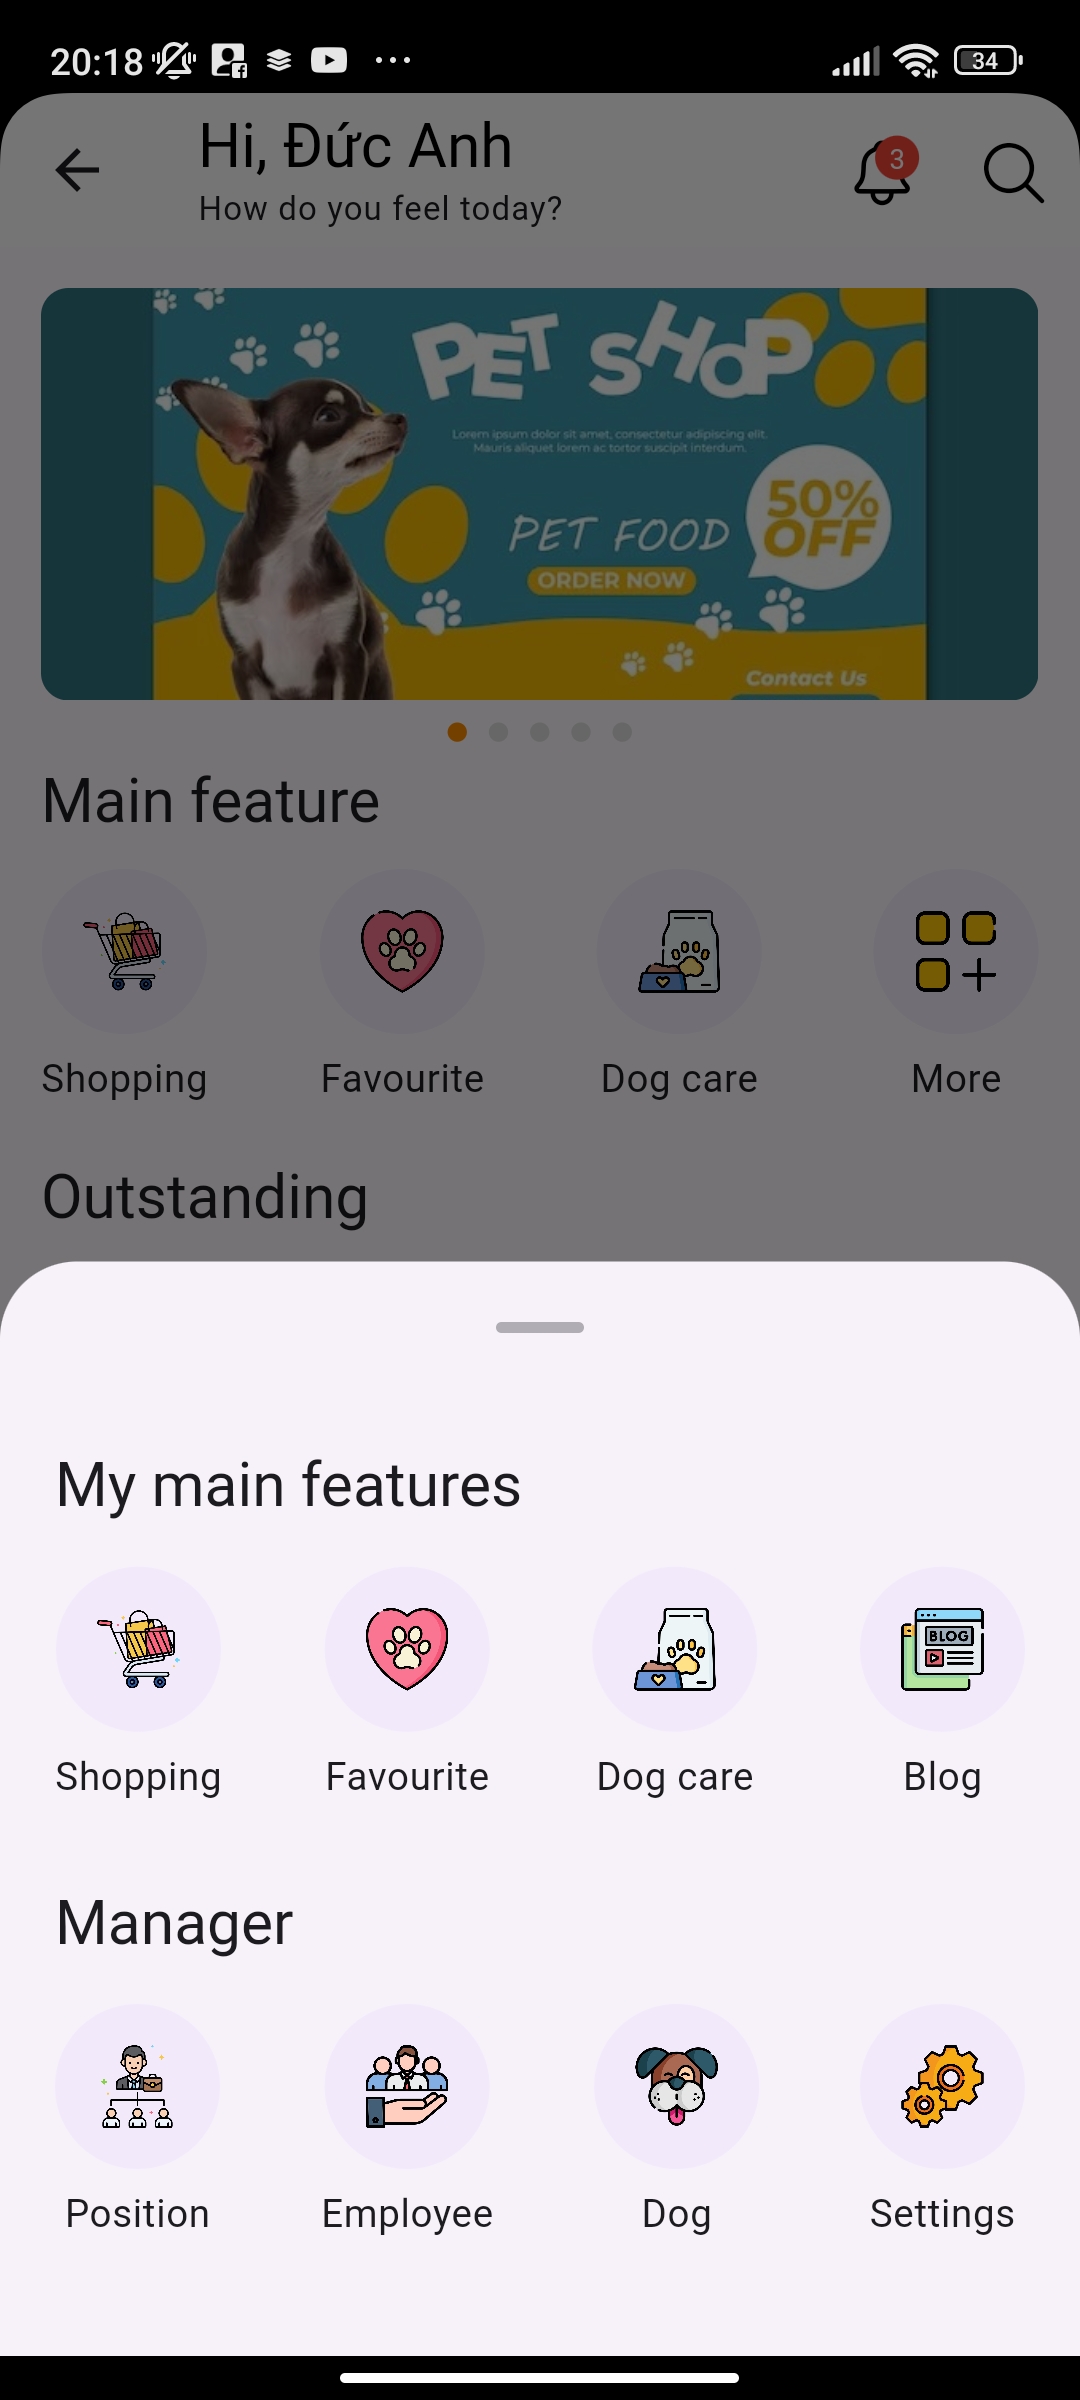 20:18
34
Hi, Đức Anh
3
How do you feel today?
PET SHOP
Lorem ipsum dolor sit amet, consectetur adipiscing elit.
Mauris aliquet lorem ac tortor suscipit interdum.
50%
OFF
PET FOOD
ORDER NOW
Contact Us
Main feature
Shopping
Favourite
Dog care
More
Outstanding
My main features
BLOG
Shopping
Favourite
Dog care
Blog
Manager
Position
Employee
Dog
Settings